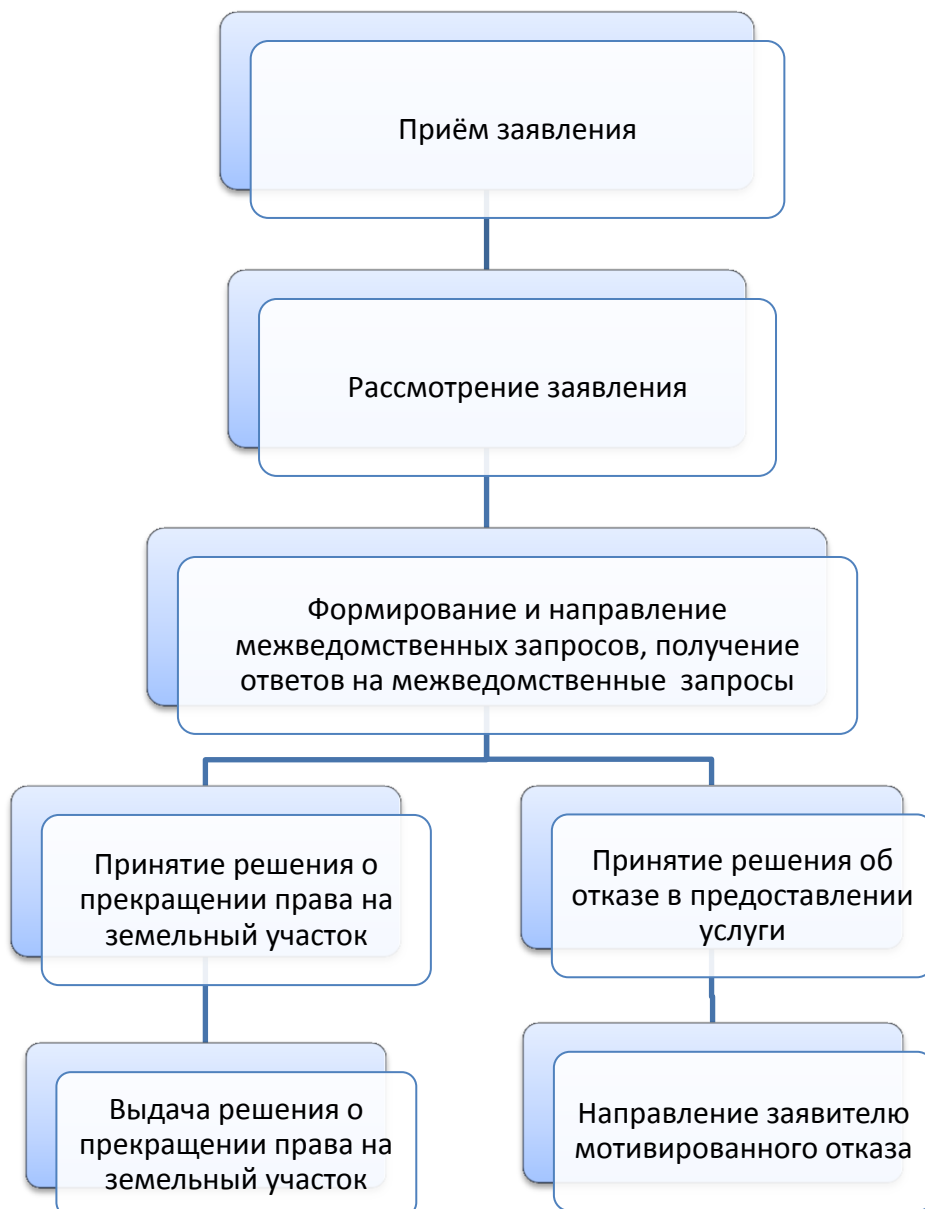 Приём заявления
Рассмотрение заявления
Формирование и направление
межведомственных запросов, получение
ответов на межведомственные  запросы
Принятие решения о
прекращении права на
земельный участок
Принятие решения об
отказе в предоставлении
услуги
Выдача решения о
прекращении права на
земельный участок
Направление заявителю
мотивированного отказа